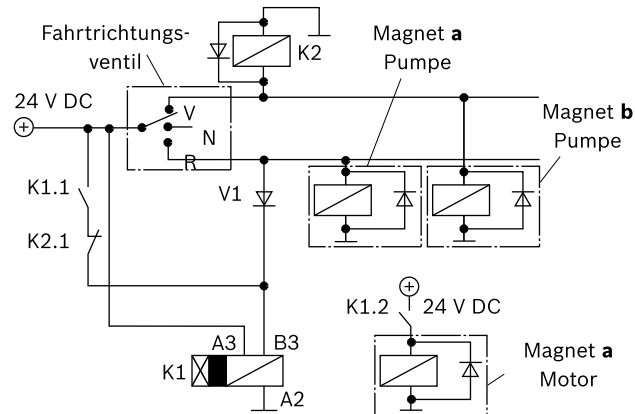 Fahrtrichtungs-
ventil
K2
Magnet a
Pumpe
24 V DC
V
N
R
Magnet b
Pumpe
K1.1
V1
K2.1
K1.2
24 V DC
A3
B3
K1
A2
Magnet a
Motor